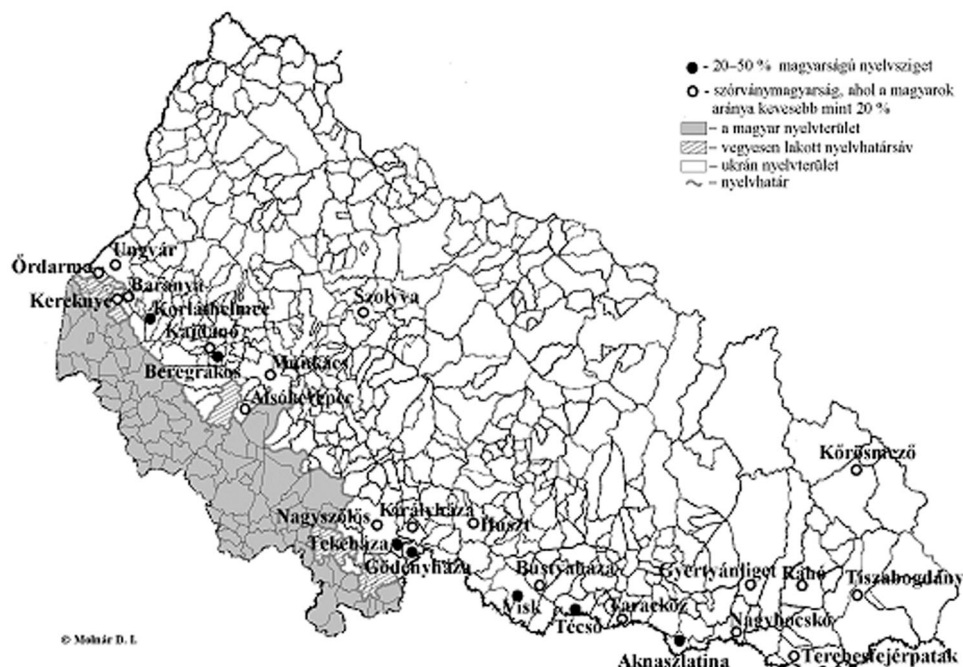 - 20–50 % magyarságú nyelvsziget
- szórványmagyarság, ahol a magyarok
aránya kevesebb mint 20 %
– a magyar nyelvterület
– vegyesen lakott nyelvhatársáv
– ukrán nyelvterület
– nyelvhatár
Ungvár
Őrdarma
Baranya
Kereknye
Korláthelmec
Szolyva
Kajdanó
Munkács
Beregrákos
Alsókerepec
Kőrösmező
Nagyszőlős
Királyháza
Huszt
Tekeháza
Gödényháza
Bustyaháza
Gyertyánliget
Rahó
Tiszabogdány
Visk
Técső
Taracköz
Nagybocskó
Aknaszlatina
Terebesfejérpatak
© Molnár D. I.